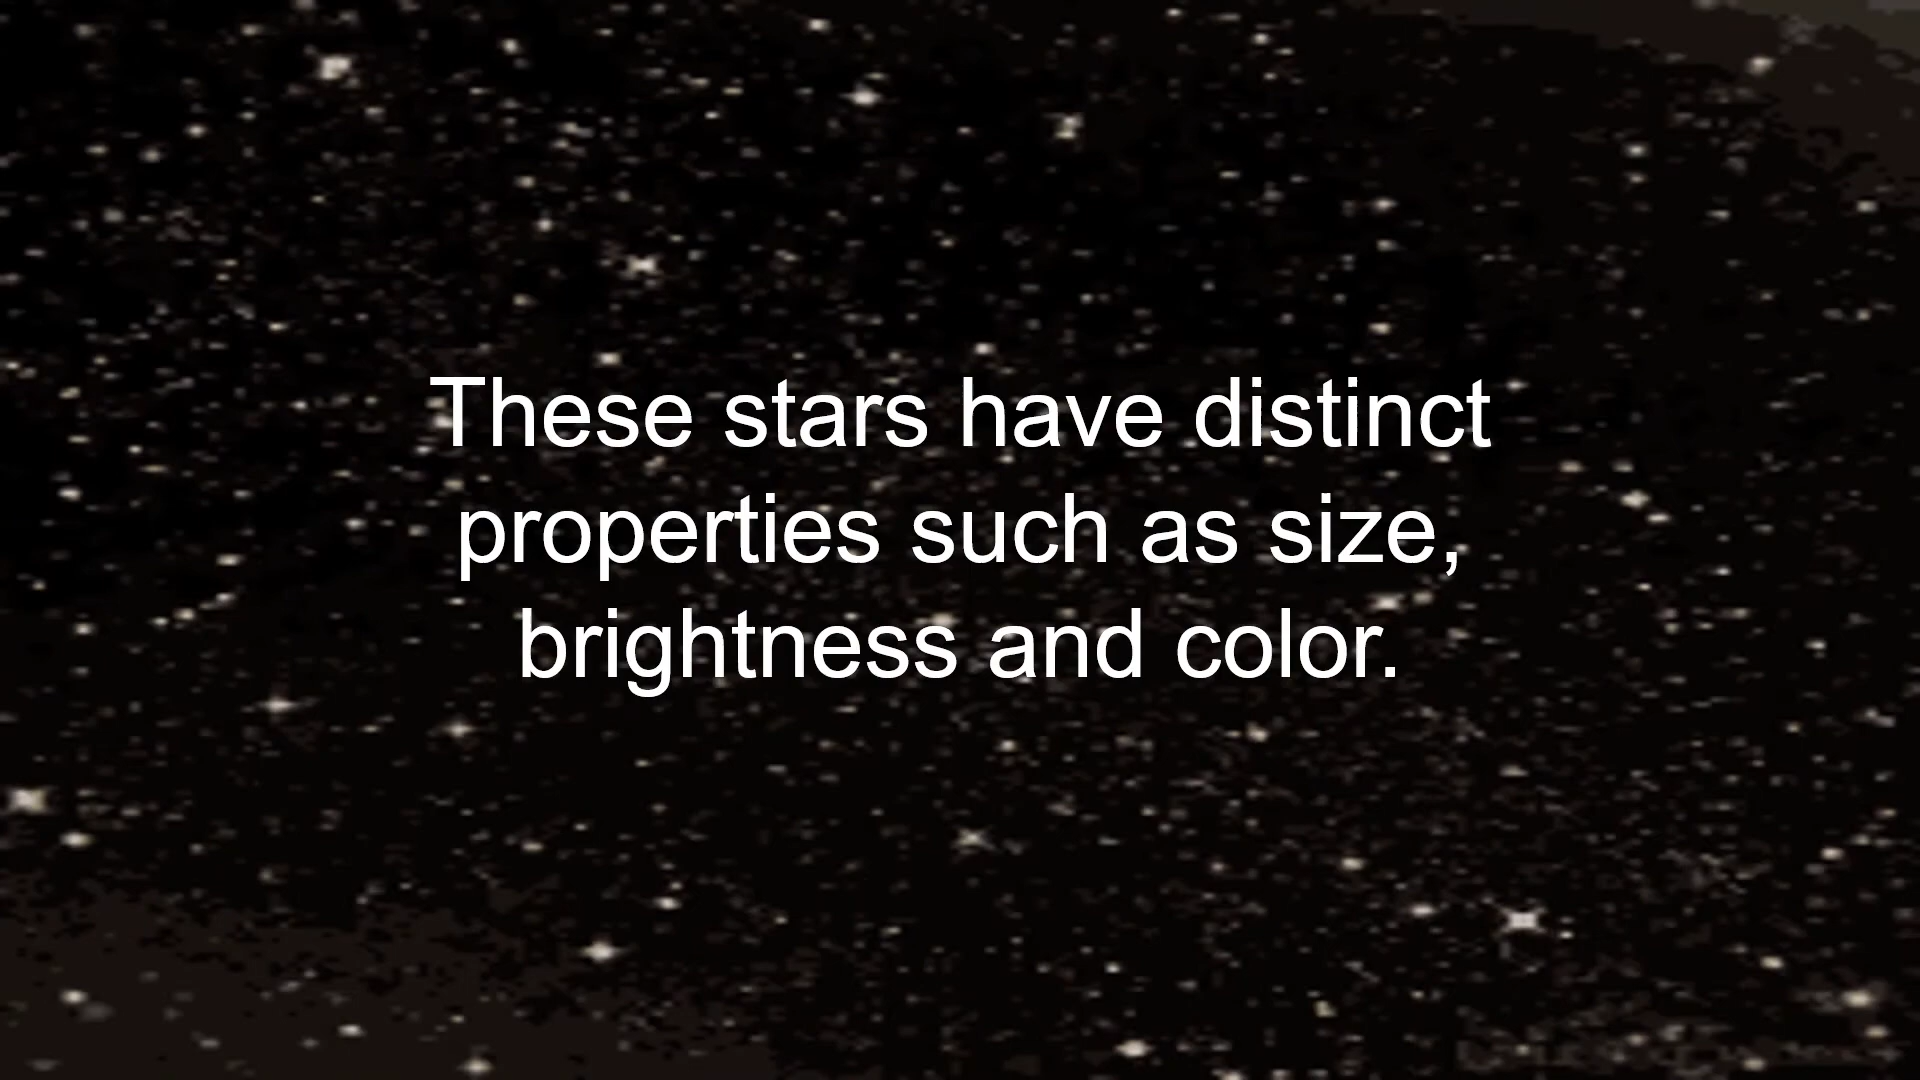 These stars have distinct
properties such as size,
brightness and color.